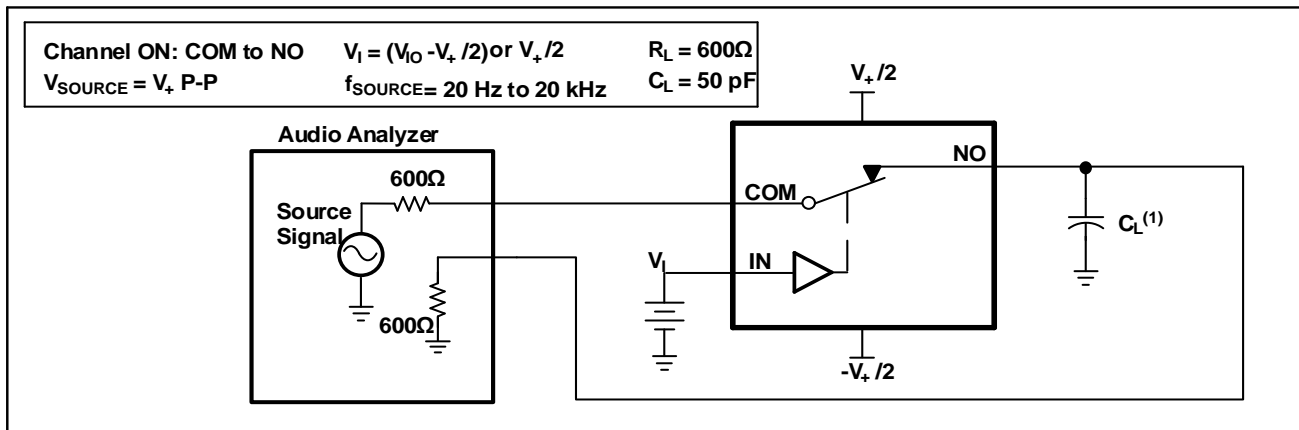 Channel ON: COM to NO V_I = (V_IO -V_+ /2) or V_+ /2 R_L = 600Ω
V_SOURCE = V_+ P-P f_SOURCE = 20 Hz to 20 kHz C_L = 50 pF
V_+ /2
Audio Analyzer
600Ω
NO
COM
Source
Signal
C_L^(1)
V_I
IN
600Ω
-V_+ /2